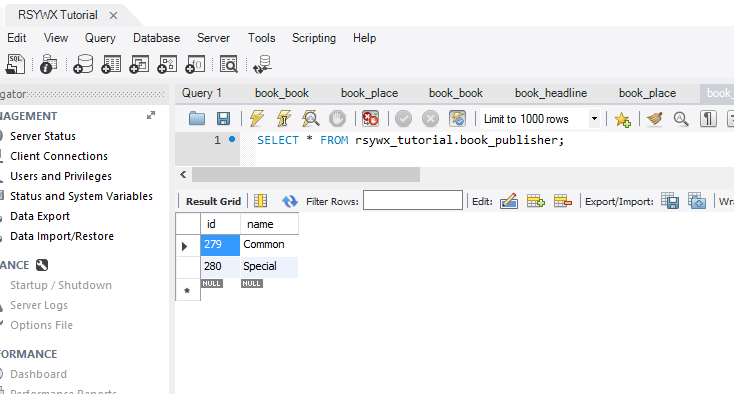 RSYWX Tutorial
Edit View Query Database Server Tools Scripting Help
Query 1 book_book book_place book_book book_headline book_place book_
gator
NAGEMENT
Server Status
Client Connections
Users and Privileges
Status and System Variables
Data Export
Data Import/Restore
ANCE
Startup / Shutdown
Server Logs
Options File
FORMANCE
Dashboard
Performance Reports
Limit to 1000 rows
1 SELECT * FROM rsywx_tutorial.book_publisher;
Result Grid Filter Rows: Edit: Export/Import: Wra
id name
279 Common
280 Special
NULL NULL